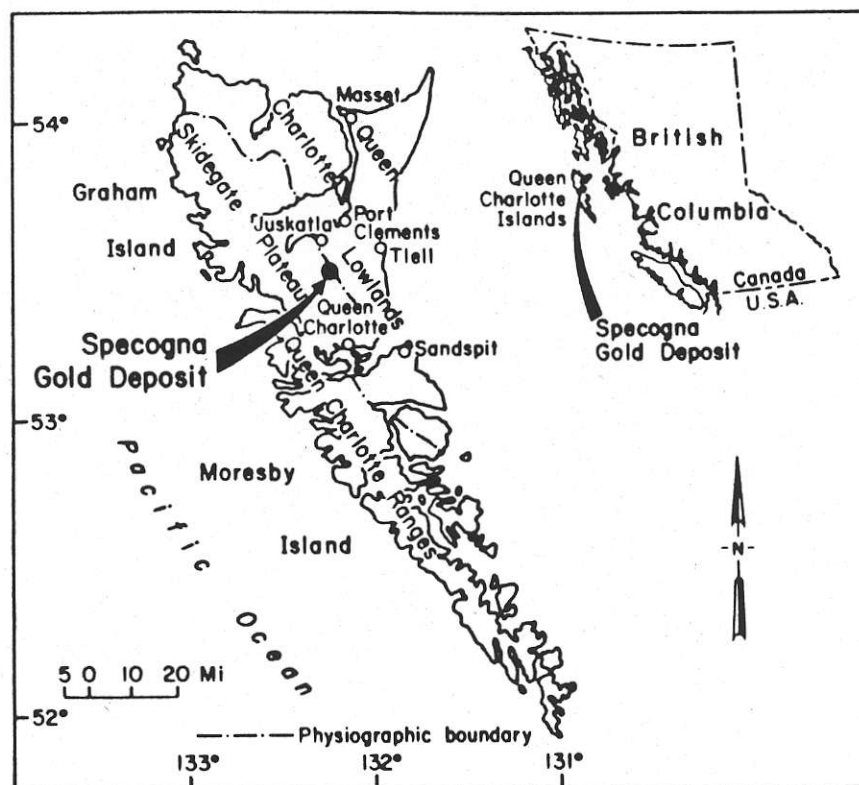 54°
53°
52°
133°
132°
131°
Masset
Queen
Charlotte
Lowlands
Skidegate
Plateau
Graham
Island
Port
Clements
Juskatla
Tlell
Queen
Charlotte
Sandspit
Specogna
Gold Deposit
Queen Charlotte Ranges
Moresby
Island
Pacific
Ocean
5 0 10 20 Mi
Physiographic boundary
British
Columbia
Queen
Charlotte
Islands
Canada
U.S.A.
Specogna
Gold Deposit
-N-